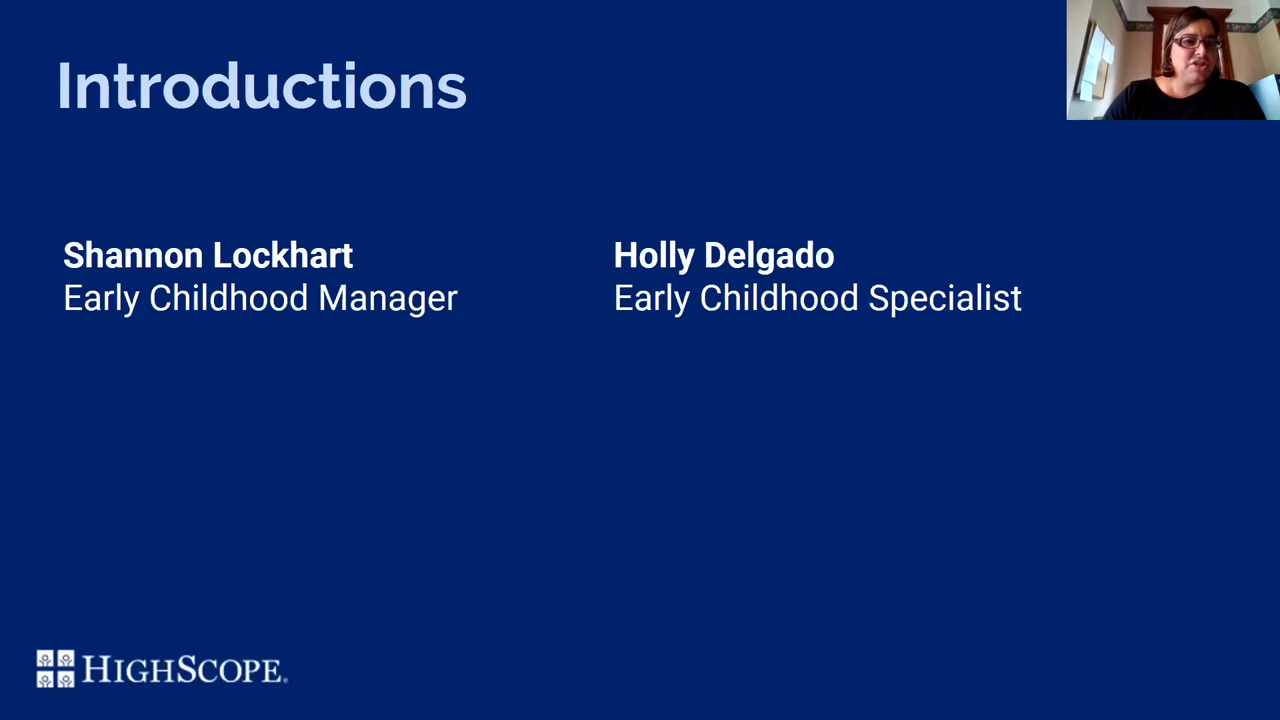 Introductions
Shannon Lockhart
Early Childhood Manager
Holly Delgado
Early Childhood Specialist
HIGHSCOPE.